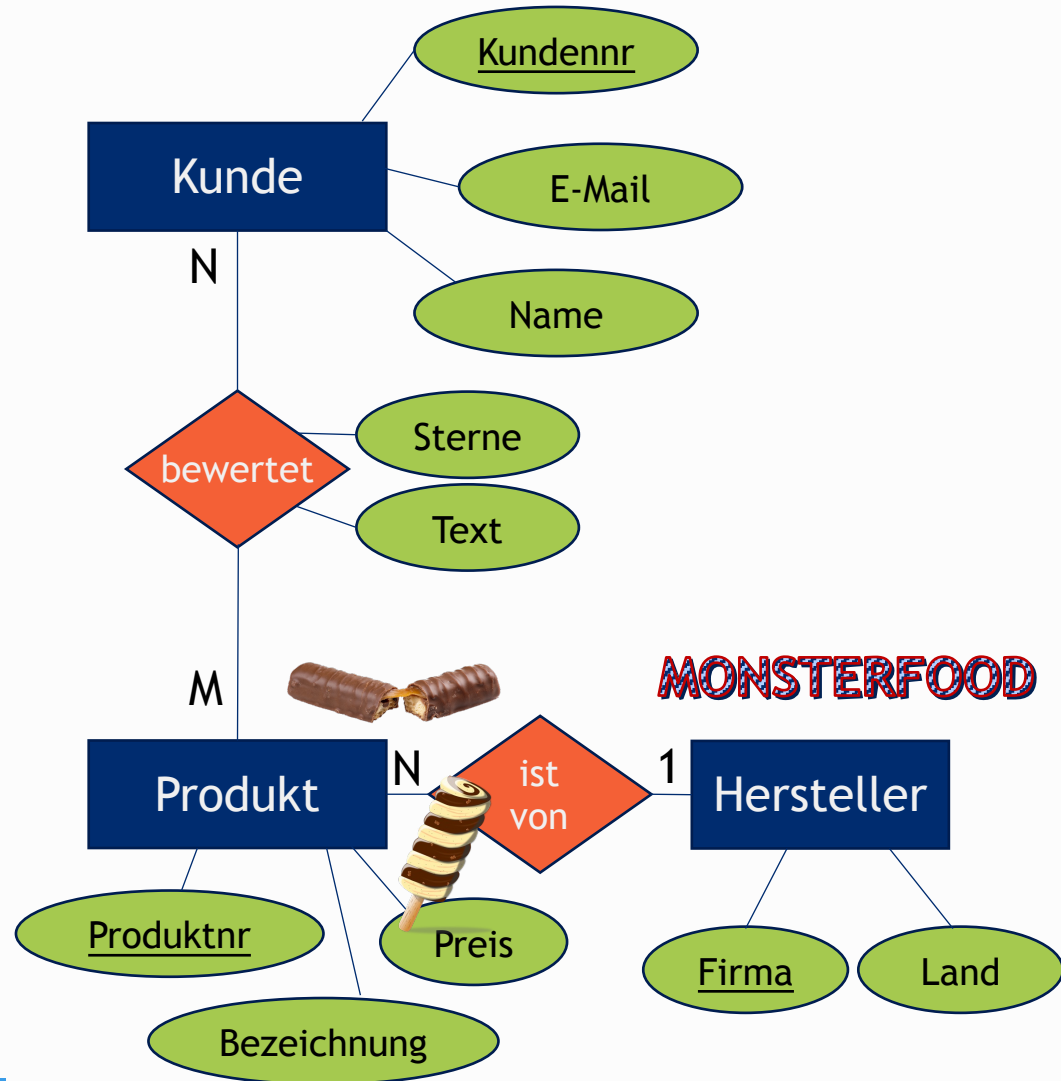 Kundennr
Kunde
E-Mail
N
Name
Sterne
bewertet
Text
M
MONSTERFOOD
Produkt
N
ist
von
1
Hersteller
Produktnr
Preis
Firma
Land
Bezeichnung